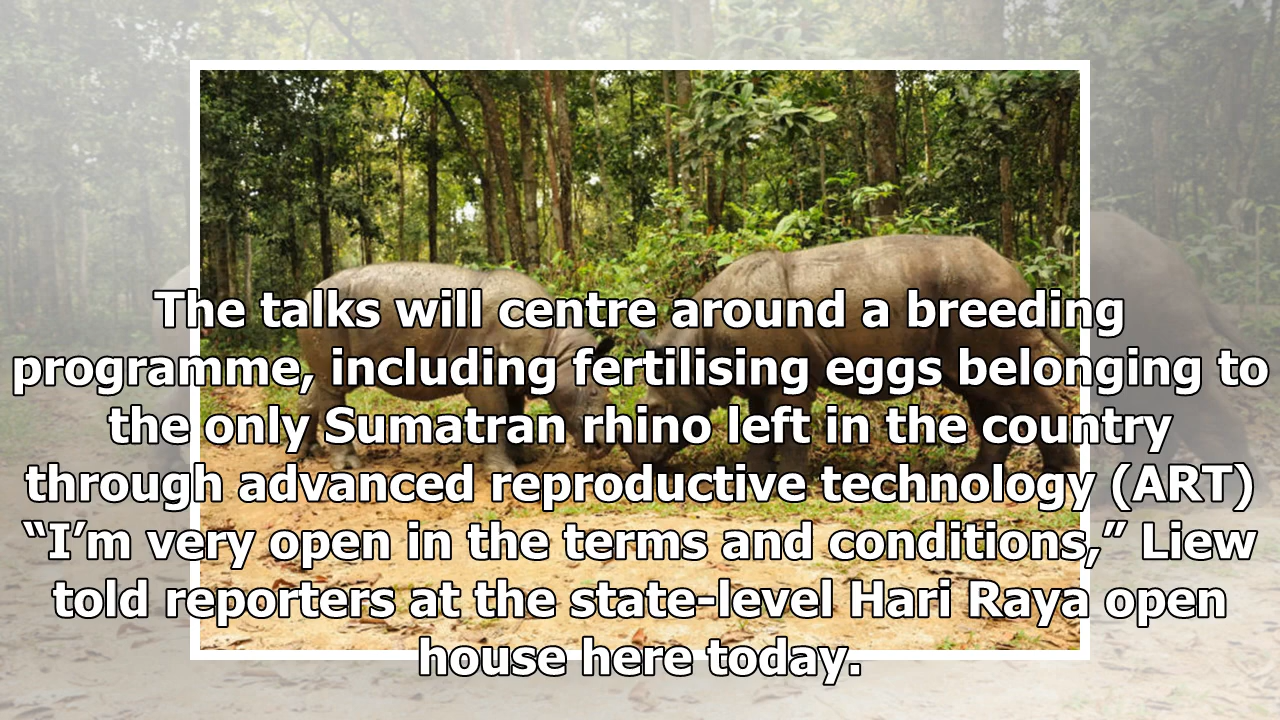 The talks will centre around a breeding
programme, including fertilising eggs belonging to
the only Sumatran rhino left in the country
through advanced reproductive technology (ART)
“I’m very open in the terms and conditions,” Liew
told reporters at the state-level Hari Raya open
house here today.